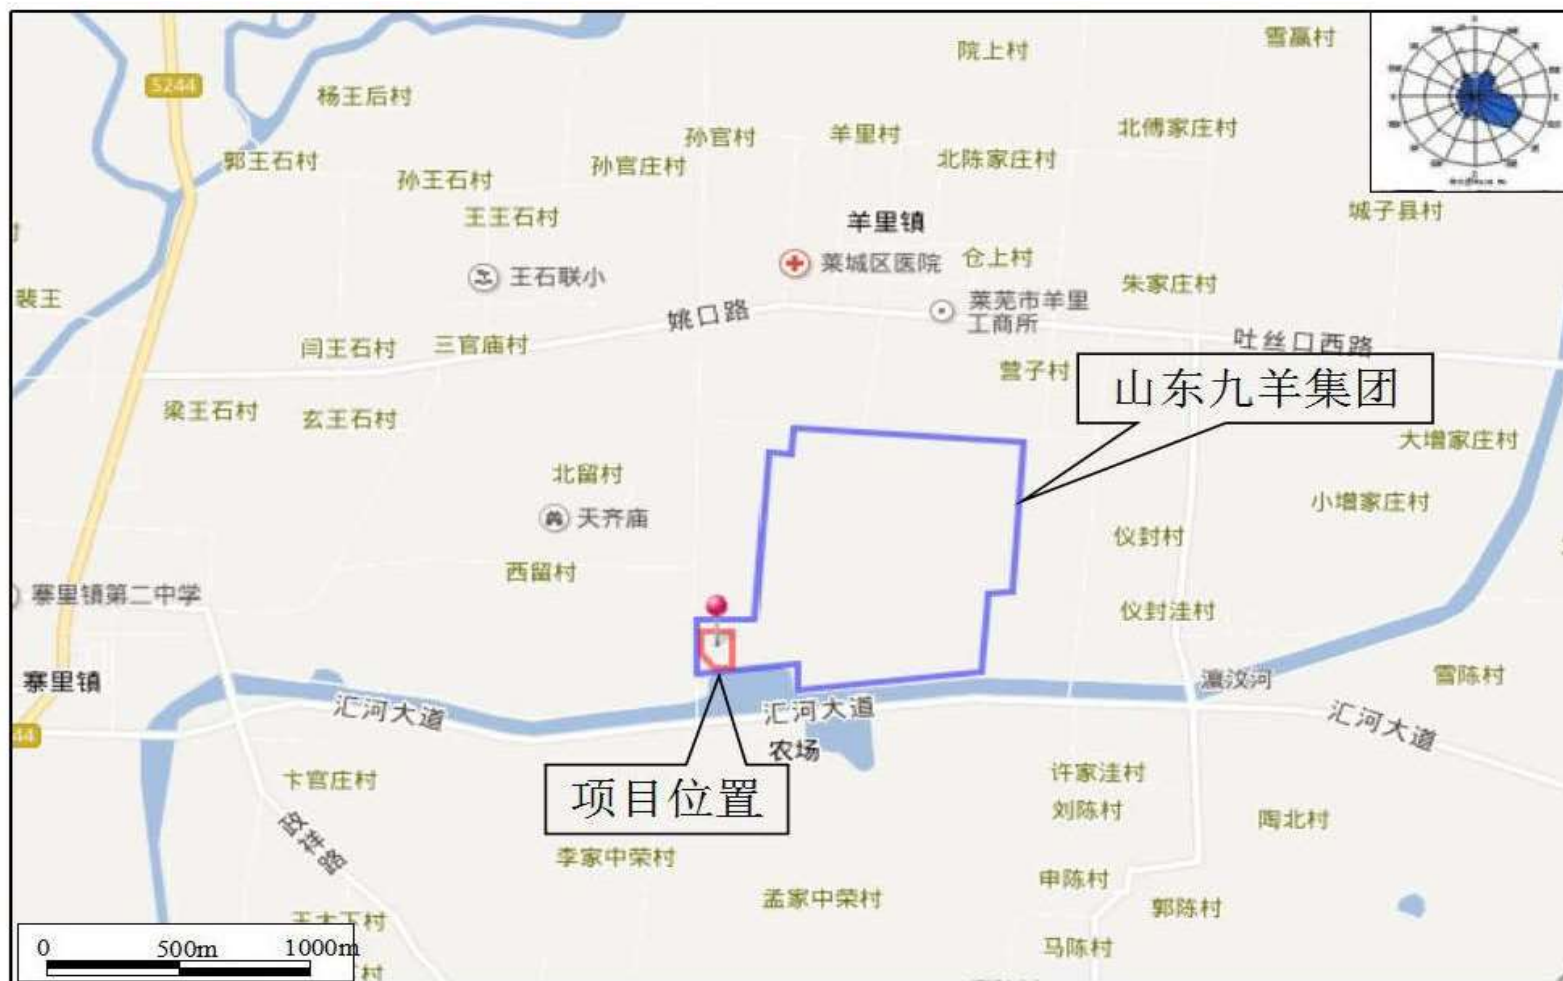 院上村
雪赢村
S244
杨王后村
孙官村
羊里村
北傅家庄村
郭王石村
孙王石村
孙官庄村
北陈家庄村
王王石村
羊里镇
城子县村
王石联小
莱城区医院
仓上村
朱家庄村
裴王
姚口路
莱芜市羊里
工商所
吐丝口西路
闫王石村
三官庙村
营子村
山东九羊集团
梁王石村
玄王石村
大增家庄村
北留村
天齐庙
小增家庄村
仪封村
西留村
寨里镇第二中学
仪封洼村
寨里镇
瀛汶河
雪陈村
汇河大道
汇河大道
汇河大道
44
农场
卞官庄村
项目位置
许家洼村
刘陈村
陶北村
政祥路
李家中荣村
申陈村
孟家中荣村
郭陈村
马陈村
0 500m 1000m